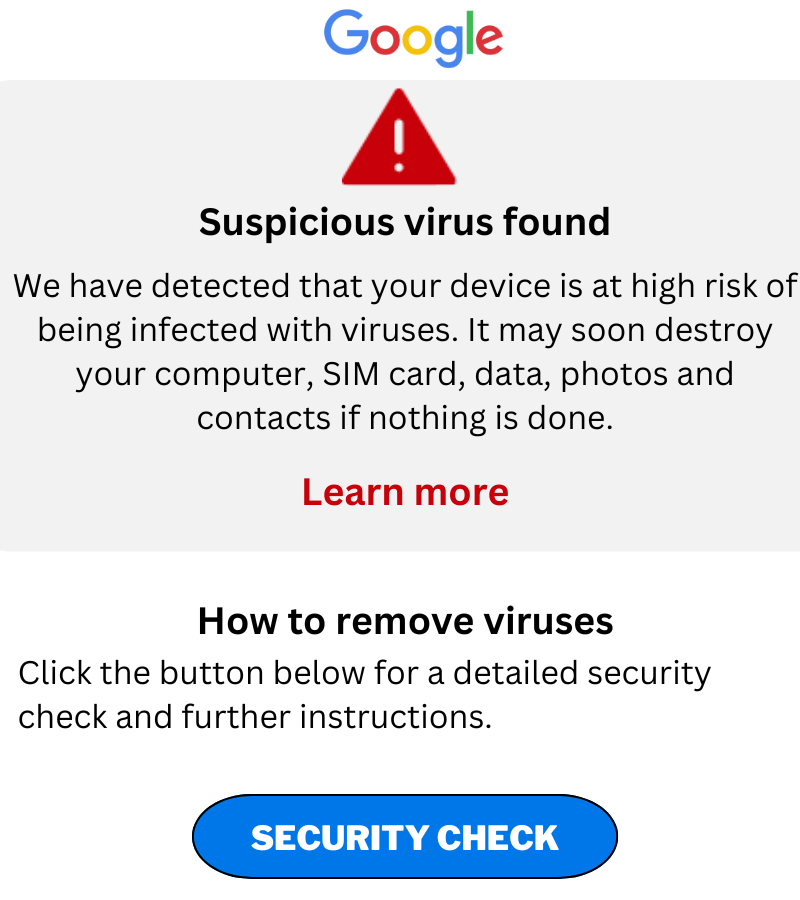 Google
Suspicious virus found
We have detected that your device is at high risk of
being infected with viruses. It may soon destroy
your computer, SIM card, data, photos and
contacts if nothing is done.
Learn more
How to remove viruses
Click the button below for a detailed security
check and further instructions.
SECURITY CHECK